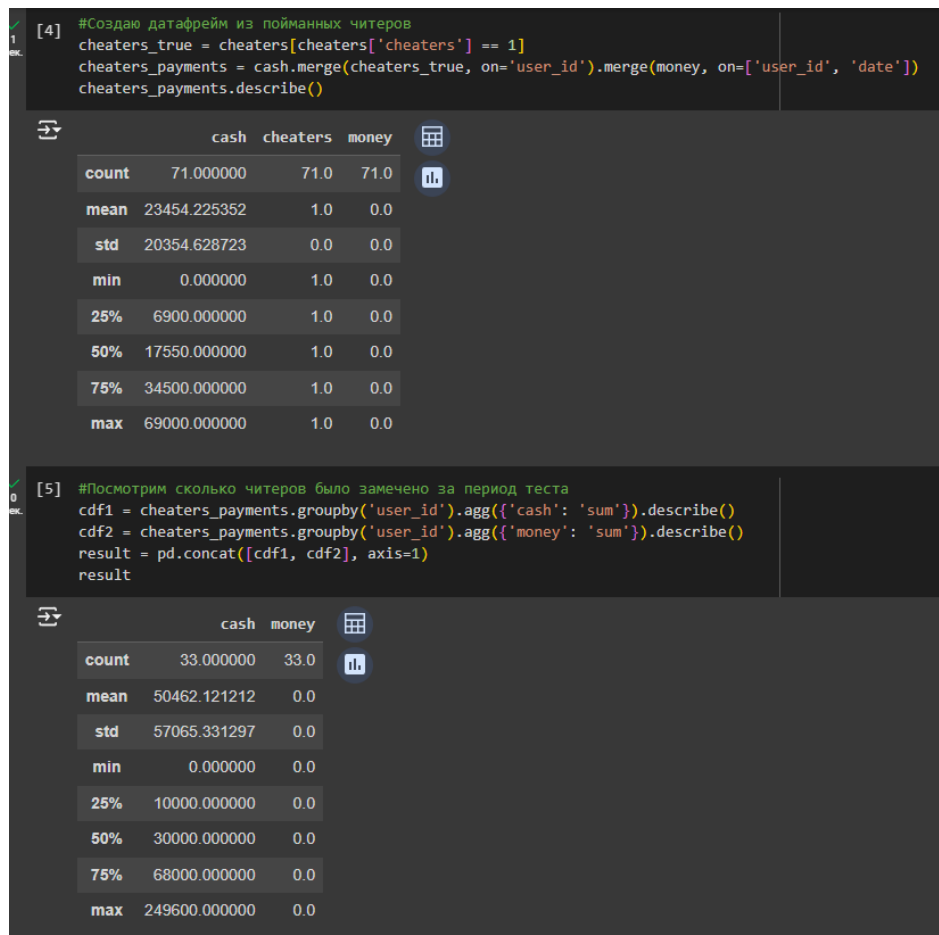 [4] #Создаю датафрейм из пойманных читеров
1
ек.
cheaters_true = cheaters[cheaters['cheaters'] == 1]
cheaters_payments = cash.merge(cheaters_true, on='user_id').merge(money, on=['user_id', 'date'])
cheaters_payments.describe()
cash cheaters money
count 71.000000 71.0 71.0
mean 23454.225352 1.0 0.0
std 20354.628723 0.0 0.0
min 0.000000 1.0 0.0
25% 6900.000000 1.0 0.0
50% 17550.000000 1.0 0.0
75% 34500.000000 1.0 0.0
max 69000.000000 1.0 0.0
[5] #Посмотрим сколько читеров было замечено за период теста
0
ек.
cdf1 = cheaters_payments.groupby('user_id').agg({'cash': 'sum'}).describe()
cdf2 = cheaters_payments.groupby('user_id').agg({'money': 'sum'}).describe()
result = pd.concat([cdf1, cdf2], axis=1)
result
cash money
count 33.000000 33.0
mean 50462.121212 0.0
std 57065.331297 0.0
min 0.000000 0.0
25% 10000.000000 0.0
50% 30000.000000 0.0
75% 68000.000000 0.0
max 249600.000000 0.0